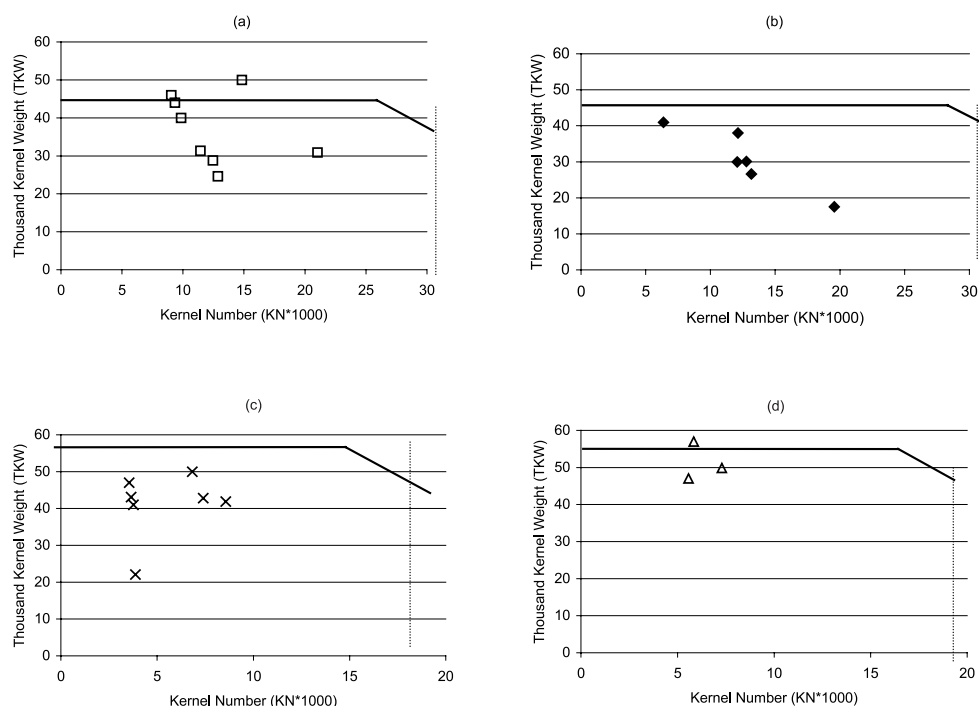 (a)
Thousand Kernel Weight (TKW)
60
50
40
30
20
10
0
0 5 10 15 20 25 30
Kernel Number (KN*1000)
(b)
Thousand Kernel Weight (TKW)
60
50
40
30
20
10
0
0 5 10 15 20 25 30
Kernel Number (KN*1000)
(c)
Thousand Kernel Weight (TKW)
60
50
40
30
20
10
0
0 5 10 15 20
Kernel Number (KN*1000)
(d)
Thousand Kernel Weight (TKW)
60
50
40
30
20
10
0
0 5 10 15 20
Kernel Number (KN*1000)